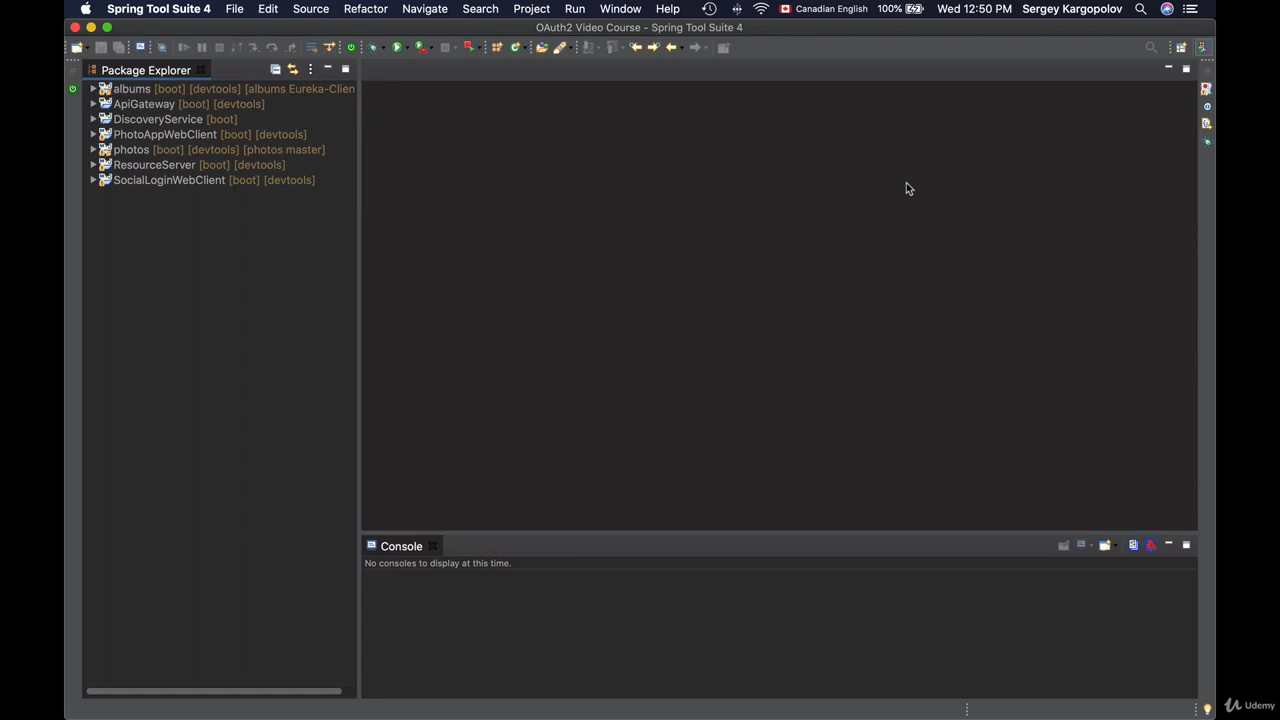 Spring Tool Suite 4 File Edit Source Refactor Navigate Search Project Run Window Help Canadian English 100% Wed 12:50 PM Sergey Kargopolov
OAuth2 Video Course - Spring Tool Suite 4
Package Explorer
albums [boot] [devtools] [albums Eureka-Clien
ApiGateway [boot] [devtools]
DiscoveryService [boot]
PhotoAppWebClient [boot] [devtools]
photos [boot] [devtools] [photos master]
ResourceServer [boot] [devtools]
SocialLoginWebClient [boot] [devtools]
Console
No consoles to display at this time.
Udemy